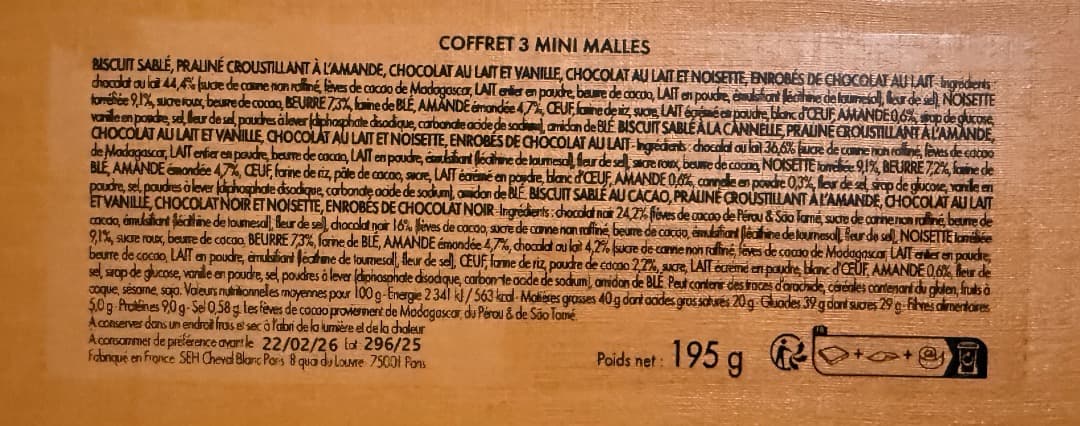 COFFRET 3 MINI MALLES
BISCUIT SABLÉ, PRALINÉ CROUSTILLANT À L'AMANDE, CHOCOLAT AU LAIT ET VANILLE, CHOCOLAT AU LAIT ET NOISETTE, ENROBÉS DE CHOCOLAT AU LAIT - Ingrédients :
chocolat au lait 44,4% (sucre de canne non raffiné, fèves de cacao de Madagascar, LAIT entier en poudre, beurre de cacao, LAIT en poudre, émulsifiant (lécithine de tournesol), fleur de sel), NOISETTE
torréfiée 9,1%, sucre roux, beurre de cacao, BEURRE 7,3%, farine de BLÉ, AMANDE émondée 4,7%, ŒUF, farine de riz, sucre, LAIT écrémé en poudre, blanc d'ŒUF, AMANDE 0,6%, sirop de glucose,
vanille en poudre, sel, fleur de sel, poudres à lever (diphosphate disodique, carbonate acide de sodium), amidon de BLÉ. BISCUIT SABLÉ À LA CANNELLE, PRALINÉ CROUSTILLANT À L'AMANDE,
CHOCOLAT AU LAIT ET VANILLE, CHOCOLAT AU LAIT ET NOISETTE, ENROBÉS DE CHOCOLAT AU LAIT - Ingrédients : chocolat au lait 36,6% (sucre de canne non raffiné, fèves de cacao
de Madagascar, LAIT entier en poudre, beurre de cacao, LAIT en poudre, émulsifiant (lécithine de tournesol), fleur de sel), sucre roux, beurre de cacao, NOISETTE torréfiée 9,1%, BEURRE 7,2%, farine de
BLÉ, AMANDE émondée 4,7%, ŒUF, farine de riz, pâte de cacao, sucre, LAIT écrémé en poudre, blanc d'ŒUF, AMANDE 0,6%, cannelle en poudre 0,3%, fleur de sel, sirop de glucose, vanille en
poudre, sel, poudres à lever (diphosphate disodique, carbonate acide de sodium), amidon de BLÉ. BISCUIT SABLÉ AU CACAO, PRALINÉ CROUSTILLANT À L'AMANDE, CHOCOLAT AU LAIT
ET VANILLE, CHOCOLAT NOIR ET NOISETTE, ENROBÉS DE CHOCOLAT NOIR - Ingrédients : chocolat noir 24,2% (fèves de cacao de Pérou & São Tomé, sucre de canne non raffiné, beurre de
cacao, émulsifiant (lécithine de tournesol), fleur de sel), chocolat noir 16% (fèves de cacao, sucre de canne non raffiné, beurre de cacao, émulsifiant (lécithine de tournesol), fleur de sel), NOISETTE torréfiée
9,1%, sucre roux, beurre de cacao, BEURRE 7,3%, farine de BLÉ, AMANDE émondée 4,7%, chocolat au lait 4,2% (sucre de canne non raffiné, fèves de cacao de Madagascar, LAIT entier en poudre,
beurre de cacao, LAIT en poudre, émulsifiant (lécithine de tournesol), fleur de sel), ŒUF, farine de riz, poudre de cacao 2,2%, sucre, LAIT écrémé en poudre, blanc d'ŒUF, AMANDE 0,6%, fleur de
sel, sirop de glucose, vanille en poudre, sel, poudres à lever (diphosphate disodique, carbonate acide de sodium), amidon de BLÉ. Peut contenir des traces d'arachide, céréales contenant du gluten, fruits à
coque, sésame, soja. Valeurs nutritionnelles moyennes pour 100 g - Énergie 2 341 kJ / 563 kcal - Matières grasses 40 g dont acides gras saturés 20 g - Glucides 39 g dont sucres 29 g - Fibres alimentaires
5,0 g - Protéines 9,0 g - Sel 0,58 g. Les fèves de cacao proviennent de Madagascar, du Pérou & de São Tomé.
À conserver dans un endroit frais et sec à l'abri de la lumière et de la chaleur
À consommer de préférence avant le 22/02/26 Lot 296/25
Fabriqué en France SEH Cheval Blanc Paris 8 quai du Louvre - 75001 Paris
Poids net : 195 g
FR